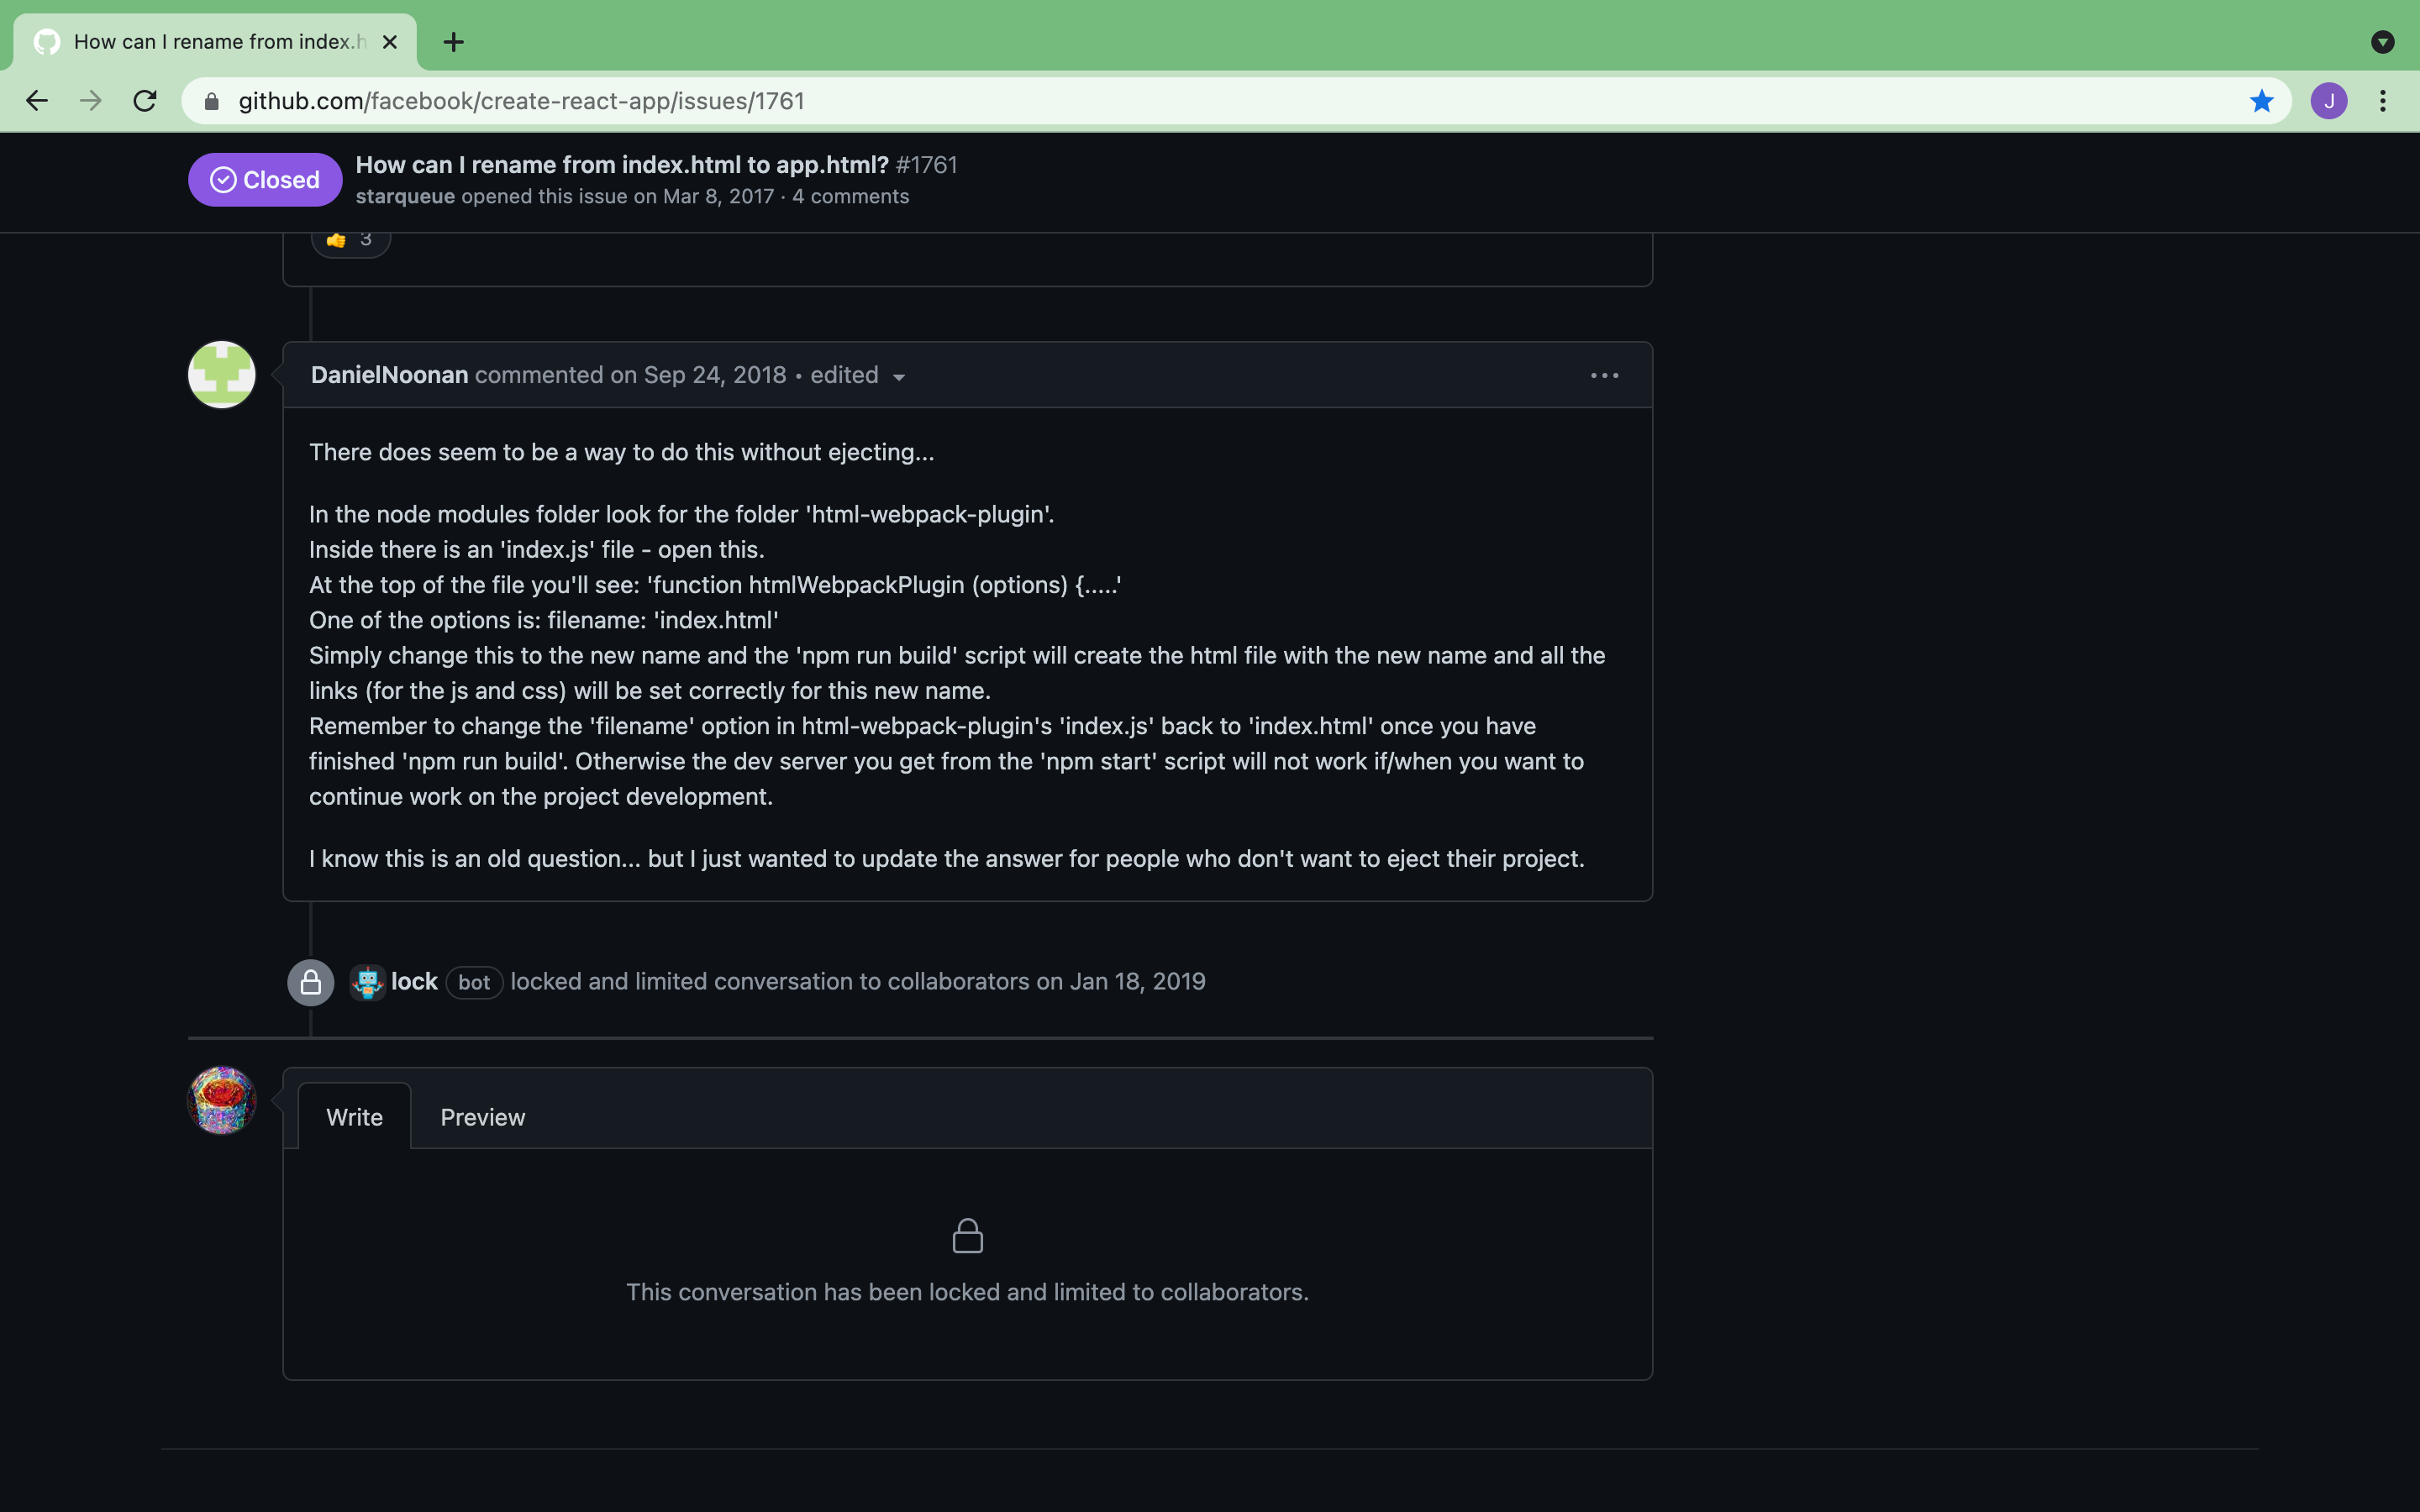 How can I rename from index.h
github.com/facebook/create-react-app/issues/1761
J
Closed
How can I rename from index.html to app.html? #1761
starqueue opened this issue on Mar 8, 2017 · 4 comments
👍 3
DanielNoonan commented on Sep 24, 2018 • edited
There does seem to be a way to do this without ejecting...
In the node modules folder look for the folder 'html-webpack-plugin'.
Inside there is an 'index.js' file - open this.
At the top of the file you'll see: 'function htmlWebpackPlugin (options) {.....'
One of the options is: filename: 'index.html'
Simply change this to the new name and the 'npm run build' script will create the html file with the new name and all the
links (for the js and css) will be set correctly for this new name.
Remember to change the 'filename' option in html-webpack-plugin's 'index.js' back to 'index.html' once you have
finished 'npm run build'. Otherwise the dev server you get from the 'npm start' script will not work if/when you want to
continue work on the project development.
I know this is an old question... but I just wanted to update the answer for people who don't want to eject their project.
lock bot locked and limited conversation to collaborators on Jan 18, 2019
Write Preview
This conversation has been locked and limited to collaborators.